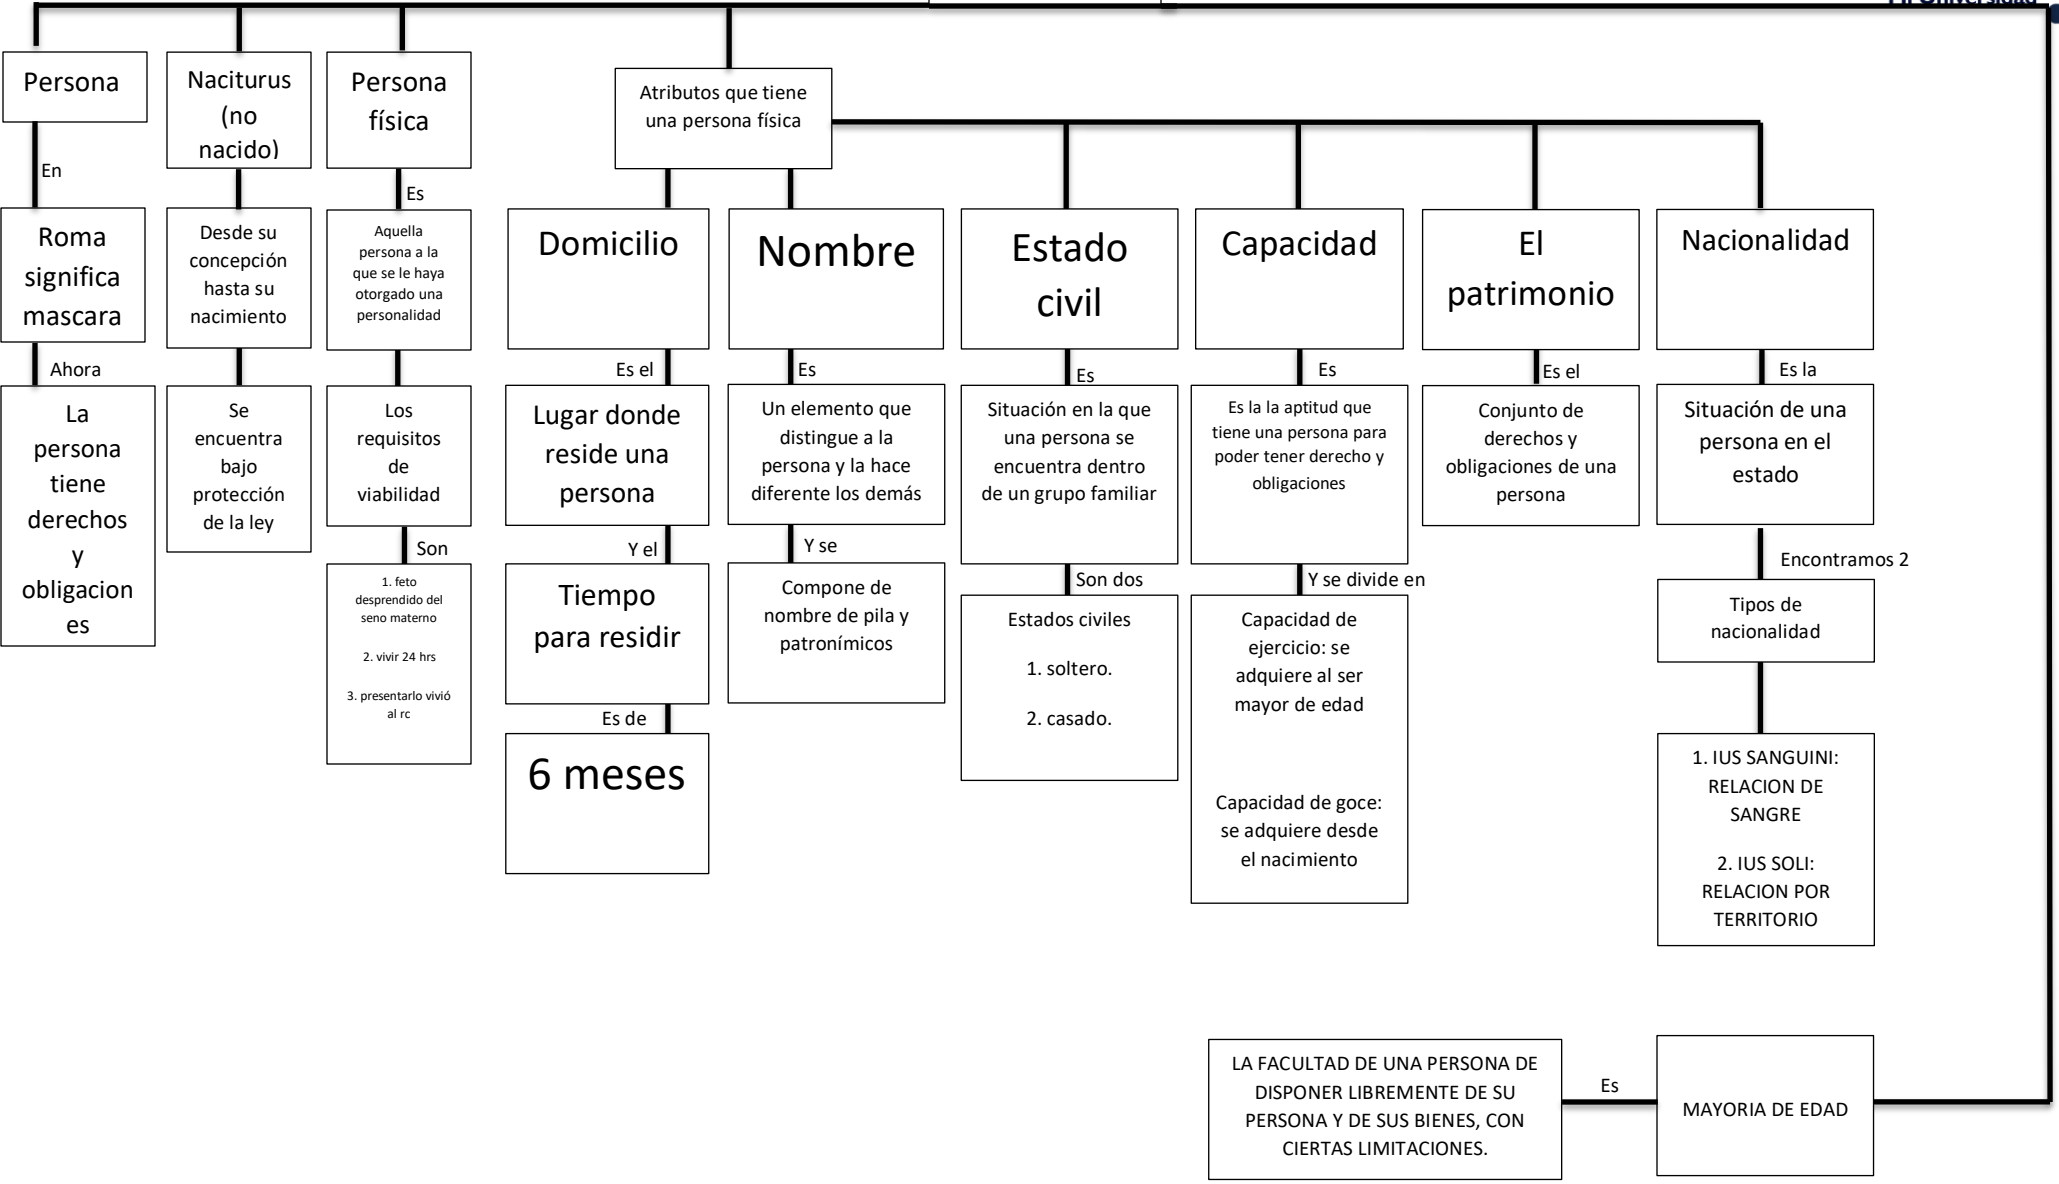 Mi Universidad
Persona
En
Roma
significa
mascara
Ahora
La
persona
tiene
derechos
y
obligacion
es
Naciturus
(no
nacido)
Desde su
concepción
hasta su
nacimiento
Se
encuentra
bajo
protección
de la ley
Persona
física
Es
Aquella
persona a la
que se le haya
otorgado una
personalidad
Los
requisitos
de
viabilidad
Son
1. feto
desprendido del
seno materno
2. vivir 24 hrs
3. presentarlo vivió
al rc
Atributos que tiene
una persona física
Domicilio
Es el
Lugar donde
reside una
persona
Y el
Tiempo
para residir
Es de
6 meses
Nombre
Es
Un elemento que
distingue a la
persona y la hace
diferente los demás
Y se
Compone de
nombre de pila y
patronímicos
Estado
civil
Es
Situación en la que
una persona se
encuentra dentro
de un grupo familiar
Son dos
Estados civiles
1. soltero.
2. casado.
Capacidad
Es
Es la la aptitud que
tiene una persona para
poder tener derecho y
obligaciones
Y se divide en
Capacidad de
ejercicio: se
adquiere al ser
mayor de edad
Capacidad de goce:
se adquiere desde
el nacimiento
El
patrimonio
Es el
Conjunto de
derechos y
obligaciones de una
persona
Nacionalidad
Es la
Situación de una
persona en el
estado
Encontramos 2
Tipos de
nacionalidad
1. IUS SANGUINI:
RELACION DE
SANGRE
2. IUS SOLI:
RELACION POR
TERRITORIO
MAYORIA DE EDAD
Es
LA FACULTAD DE UNA PERSONA DE
DISPONER LIBREMENTE DE SU
PERSONA Y DE SUS BIENES, CON
CIERTAS LIMITACIONES.